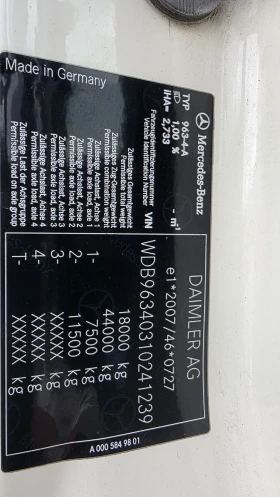 Mercedes-Benz
DAIMLER AG
TYP 963-4-A
1,00 %
- m⁻¹
IHA= 2,733
e1*2007/46*0727
Fahrzeugidentifizierungsnummer
Vehicle Identification Number
VIN
WDB9634031O241239
Zulässiges Gesamtgewicht
Permissible total weight
18000 kg
Zulässiges Zuggesamtgewicht
Permissible combination weight
44000 kg
Zulässige Achslast, Achse 1
Permissible axle load, axle 1
1- 7500 kg
Zulässige Achslast, Achse 2
Permissible axle load, axle 2
2- 11500 kg
Zulässige Achslast, Achse 3
Permissible axle load, axle 3
3- XXXXX kg
Zulässige Achslast, Achse 4
Permissible axle load, axle 4
4- XXXXX kg
Zulässige Last der Achsgruppe
Permissible load on axle group
T- XXXXX kg
Made in Germany
A 000 584 98 01